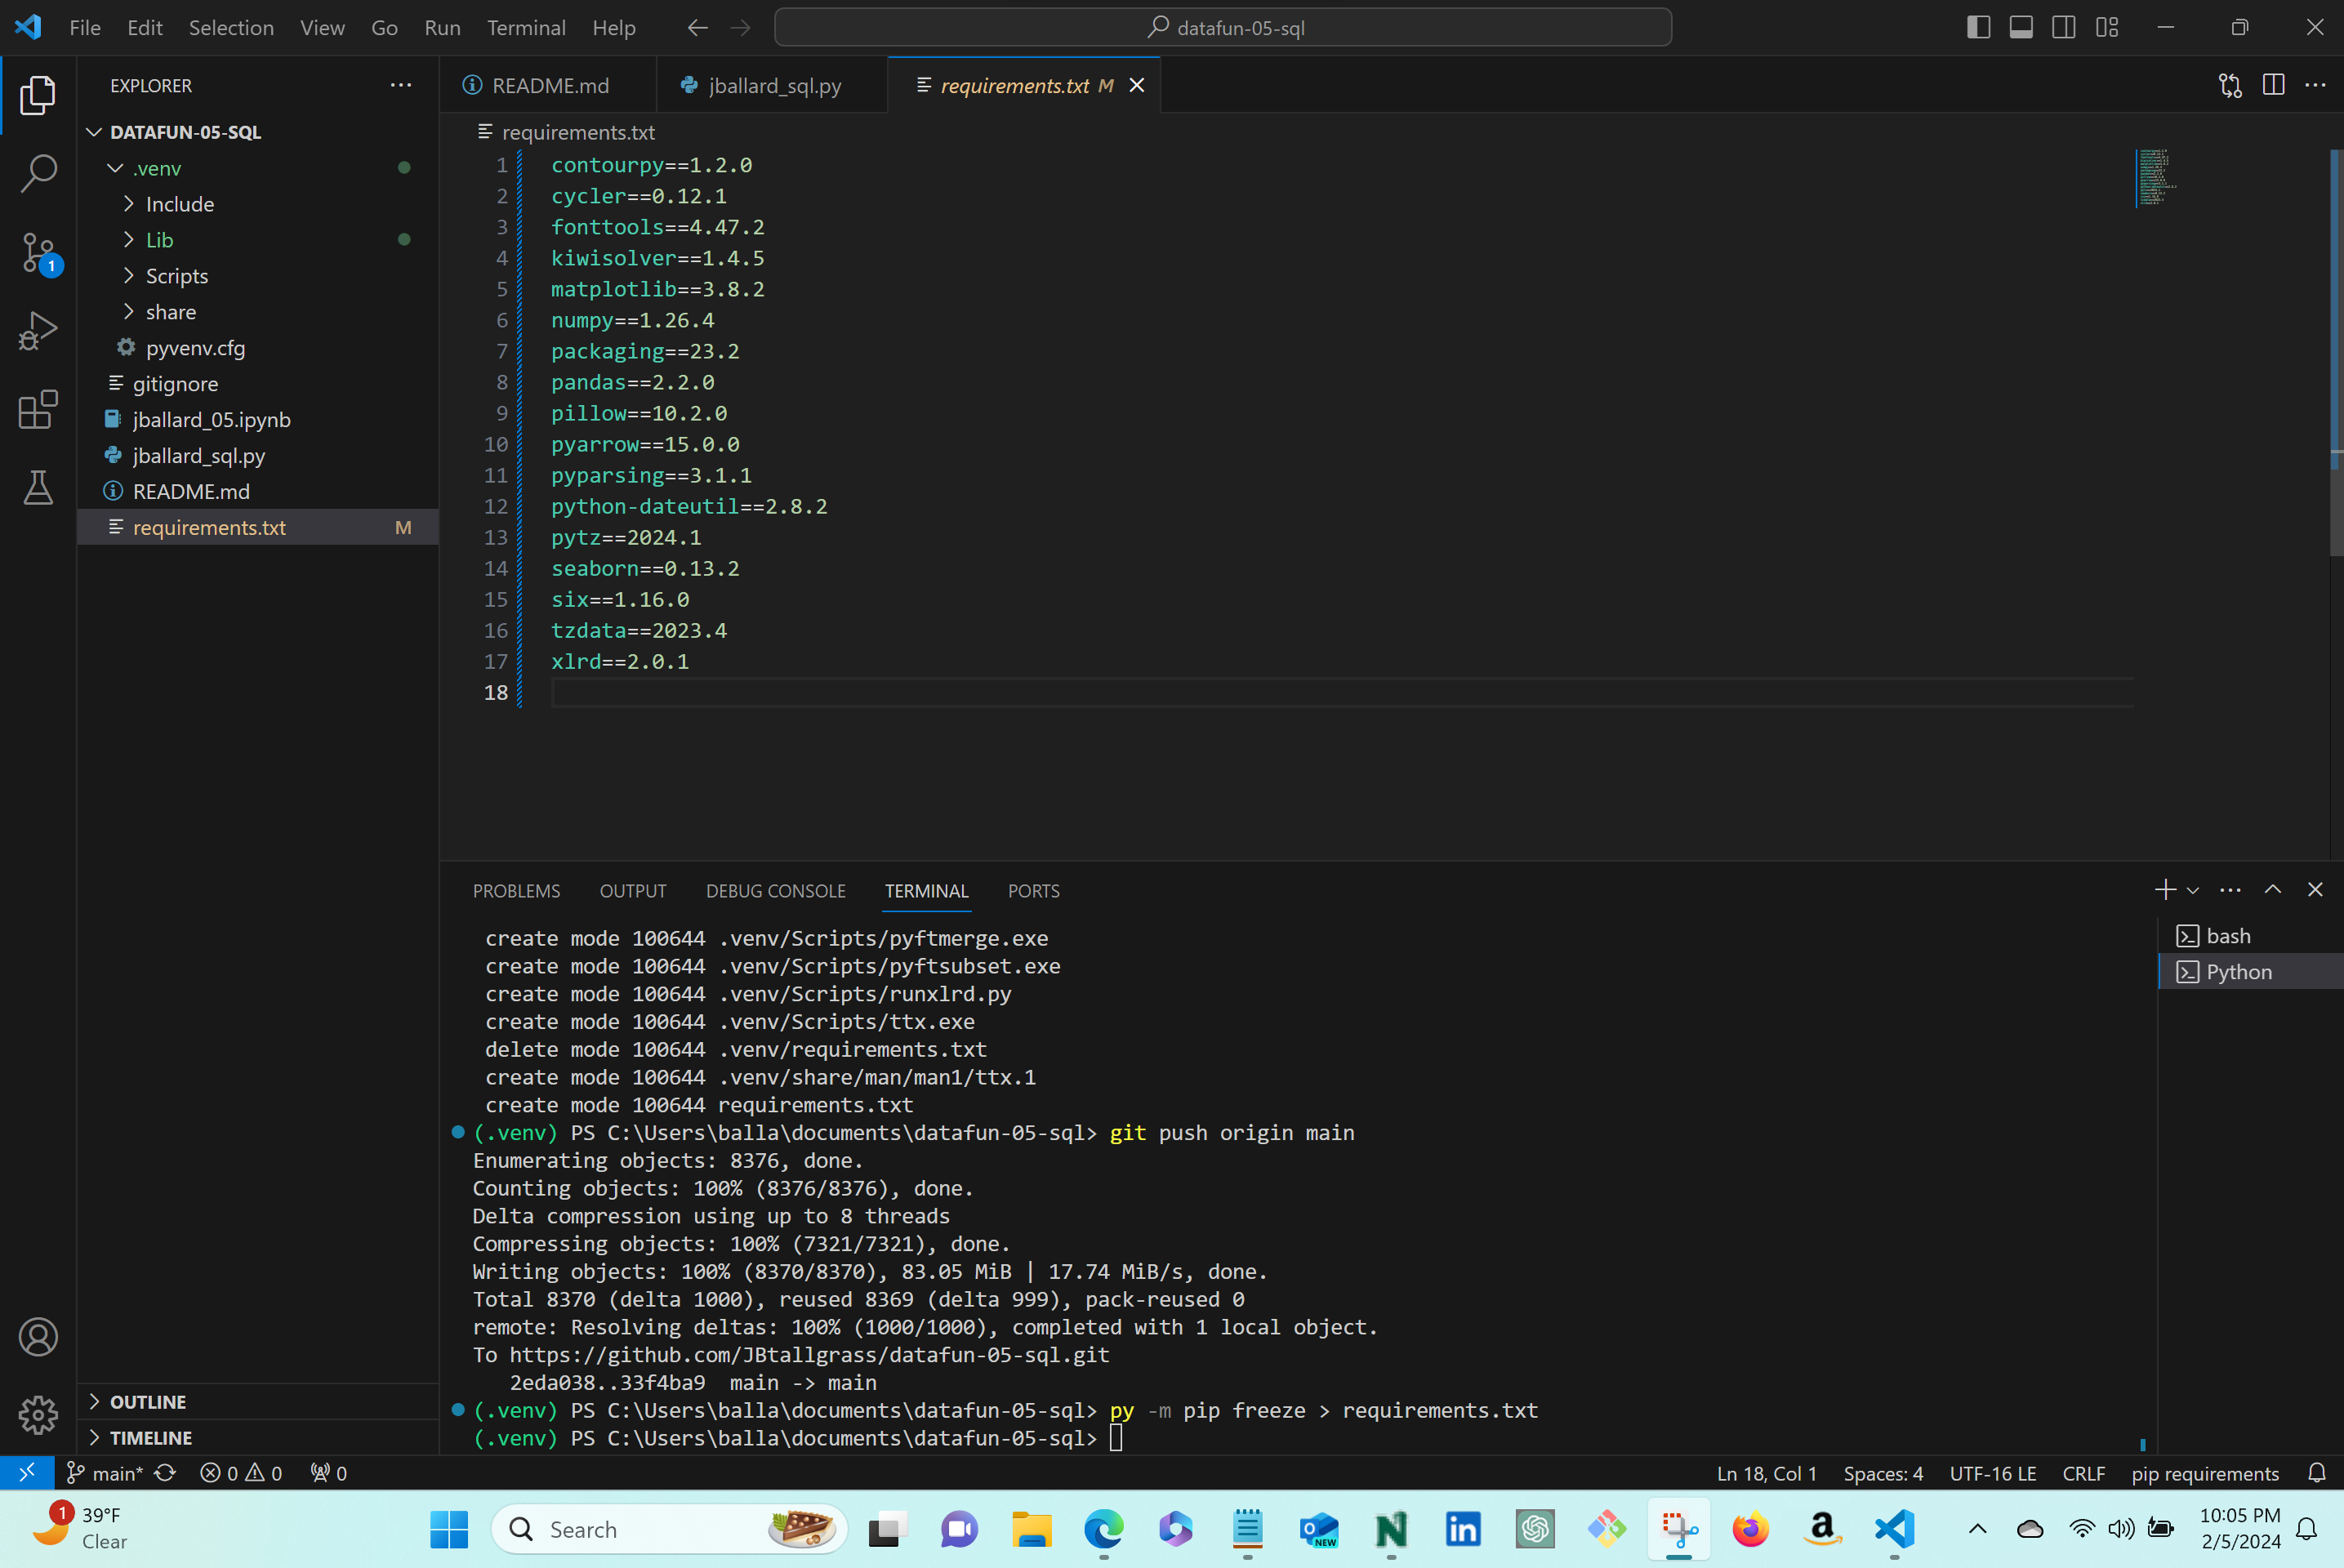 File Edit Selection View Go Run Terminal Help
datafun-05-sql
EXPLORER
DATAFUN-05-SQL
.venv
Include
Lib
Scripts
share
pyvenv.cfg
gitignore
jballard_05.ipynb
jballard_sql.py
README.md
requirements.txt M
OUTLINE
TIMELINE
1
README.md jballard_sql.py requirements.txt M
requirements.txt
1 contourpy==1.2.0
2 cycler==0.12.1
3 fonttools==4.47.2
4 kiwisolver==1.4.5
5 matplotlib==3.8.2
6 numpy==1.26.4
7 packaging==23.2
8 pandas==2.2.0
9 pillow==10.2.0
10 pyarrow==15.0.0
11 pyparsing==3.1.1
12 python-dateutil==2.8.2
13 pytz==2024.1
14 seaborn==0.13.2
15 six==1.16.0
16 tzdata==2023.4
17 xlrd==2.0.1
18
PROBLEMS OUTPUT DEBUG CONSOLE TERMINAL PORTS
create mode 100644 .venv/Scripts/pyftmerge.exe
create mode 100644 .venv/Scripts/pyftsubset.exe
create mode 100644 .venv/Scripts/runxlrd.py
create mode 100644 .venv/Scripts/ttx.exe
delete mode 100644 .venv/requirements.txt
create mode 100644 .venv/share/man/man1/ttx.1
create mode 100644 requirements.txt
(.venv) PS C:\Users\balla\documents\datafun-05-sql> git push origin main
Enumerating objects: 8376, done.
Counting objects: 100% (8376/8376), done.
Delta compression using up to 8 threads
Compressing objects: 100% (7321/7321), done.
Writing objects: 100% (8370/8370), 83.05 MiB | 17.74 MiB/s, done.
Total 8370 (delta 1000), reused 8369 (delta 999), pack-reused 0
remote: Resolving deltas: 100% (1000/1000), completed with 1 local object.
To https://github.com/JBtallgrass/datafun-05-sql.git
2eda038..33f4ba9 main -> main
(.venv) PS C:\Users\balla\documents\datafun-05-sql> py -m pip freeze > requirements.txt
(.venv) PS C:\Users\balla\documents\datafun-05-sql>
bash
Python
main* 0 0 0 Ln 18, Col 1 Spaces: 4 UTF-16 LE CRLF pip requirements
1
39°F
Clear
Search
NEW
N
in
a
10:05 PM
2/5/2024